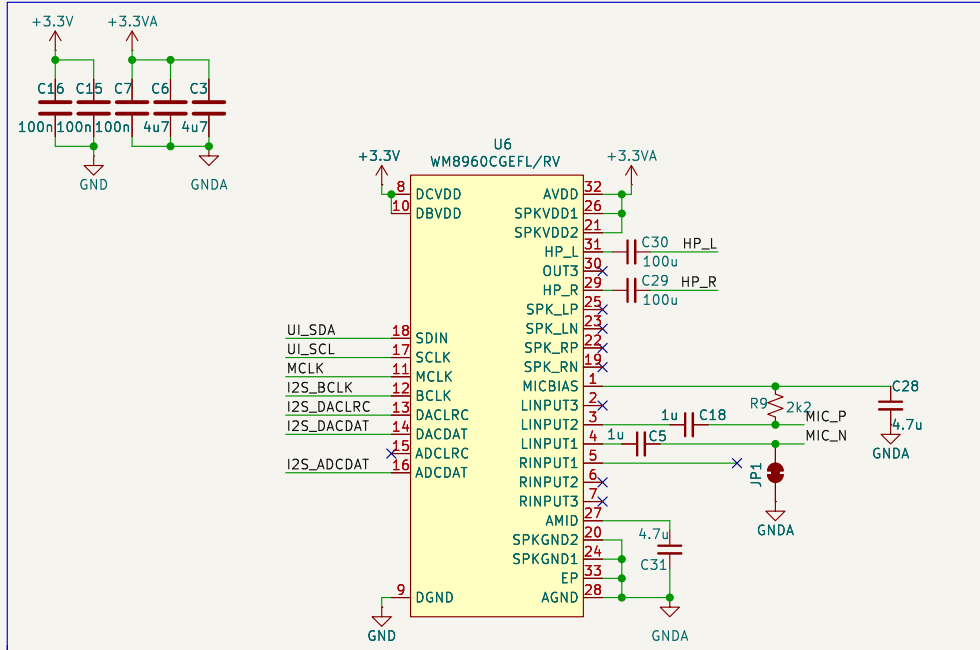 +3.3V
+3.3VA
C16
C15
C7
C6
C3
100n
100n
100n
4u7
4u7
GND
GNDA
U6
WM8960CGEFL/RV
+3.3V
+3.3VA
8 DCVDD
10 DBVDD
AVDD 32
SPKVDD1 26
SPKVDD2 21
HP_L 31
C30
HP_L
100u
OUT3 30
HP_R 29
C29
HP_R
100u
SPK_LP 25
SPK_LN 23
SPK_RP 22
SPK_RN 19
UI_SDA
18 SDIN
UI_SCL
17 SCLK
MCLK
11 MCLK
I2S_BCLK
12 BCLK
I2S_DACLRC
13 DACLRC
I2S_DACDAT
14 DACDAT
15 ADCLRC
I2S_ADCDAT
16 ADCDAT
MICBIAS 1
LINPUT3 2
LINPUT2 3
LINPUT1 4
RINPUT1 5
RINPUT2 6
RINPUT3 7
R9
2k2
C28
4.7u
GNDA
1u
C18
MIC_P
1u
C5
MIC_N
JP1
GNDA
AMID 27
SPKGND2 20
SPKGND1 24
EP 33
AGND 28
4.7u
C31
GNDA
9 DGND
GND